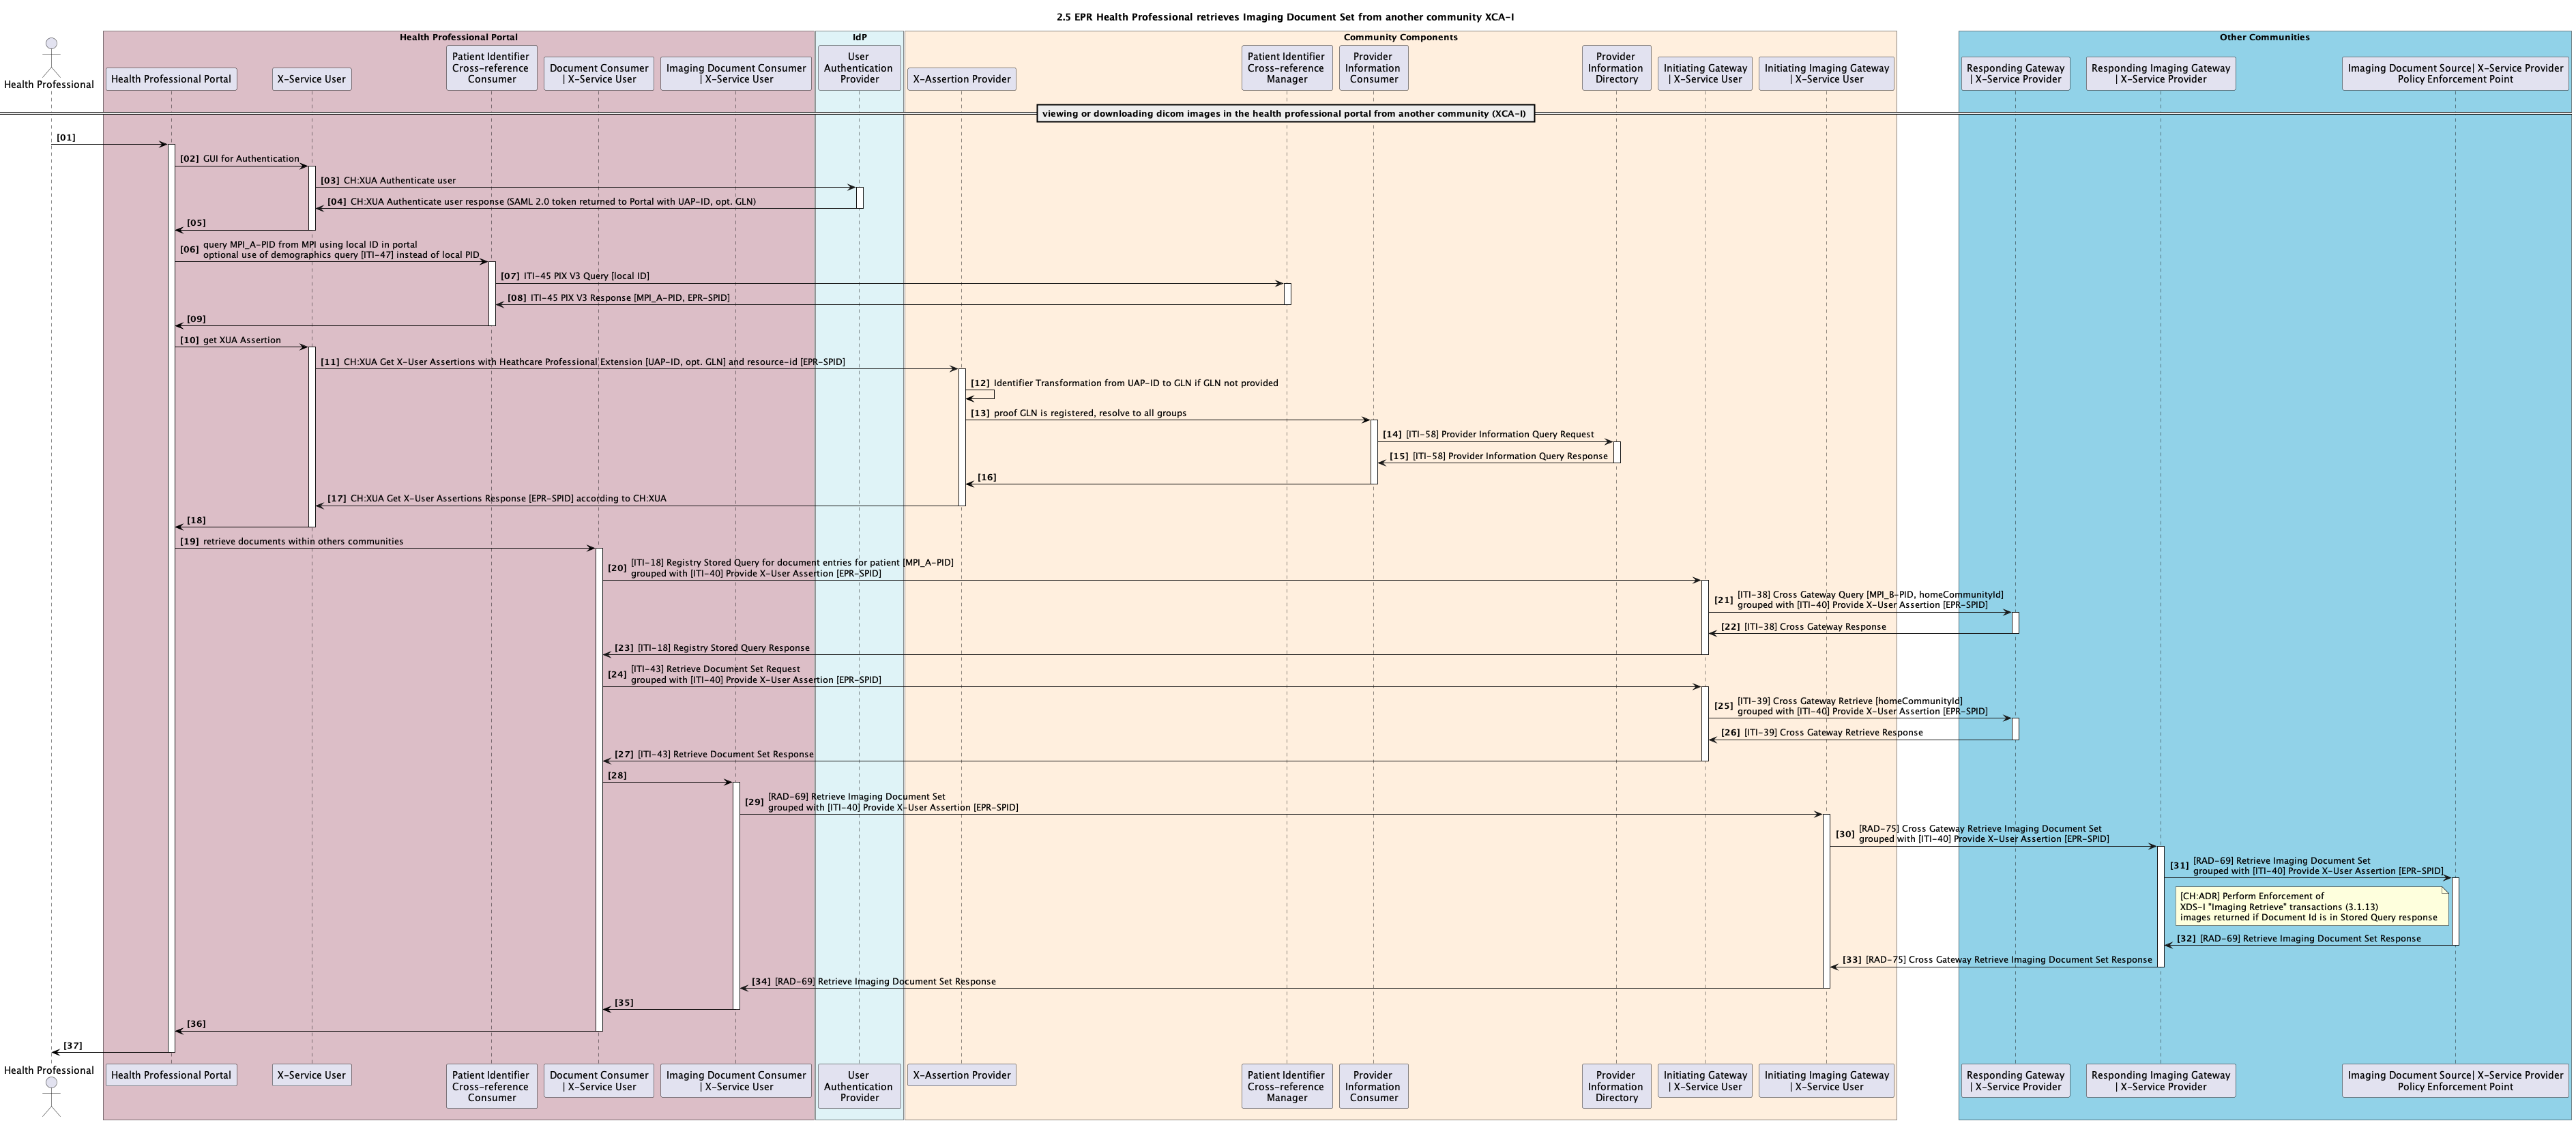 2.5 EPR Health Professional retrieves Imaging Document Set from another community XCA-I
Health Professional Portal
IdP
Community Components
Other Communities
Health Professional
Health Professional Portal
X-Service User
Patient Identifier
Cross-reference
Consumer
Document Consumer
| X-Service User
Imaging Document Consumer
| X-Service User
User
Authentication
Provider
X-Assertion Provider
Patient Identifier
Cross-reference
Manager
Provider
Information
Consumer
Provider
Information
Directory
Initiating Gateway
| X-Service User
Initiating Imaging Gateway
| X-Service User
Responding Gateway
| X-Service Provider
Responding Imaging Gateway
| X-Service Provider
Imaging Document Source| X-Service Provider
Policy Enforcement Point
viewing or downloading dicom images in the health professional portal from another community (XCA-I)
[01]
[02] GUI for Authentication
[03] CH:XUA Authenticate user
[04] CH:XUA Authenticate user response (SAML 2.0 token returned to Portal with UAP-ID, opt. GLN)
[05]
[06] query MPI_A-PID from MPI using local ID in portal
optional use of demographics query [ITI-47] instead of local PID
[07] ITI-45 PIX V3 Query [local ID]
[08] ITI-45 PIX V3 Response [MPI_A-PID, EPR-SPID]
[09]
[10] get XUA Assertion
[11] CH:XUA Get X-User Assertions with Heathcare Professional Extension [UAP-ID, opt. GLN] and resource-id [EPR-SPID]
[12] Identifier Transformation from UAP-ID to GLN if GLN not provided
[13] proof GLN is registered, resolve to all groups
[14] [ITI-58] Provider Information Query Request
[15] [ITI-58] Provider Information Query Response
[16]
[17] CH:XUA Get X-User Assertions Response [EPR-SPID] according to CH:XUA
[18]
[19] retrieve documents within others communities
[20] [ITI-18] Registry Stored Query for document entries for patient [MPI_A-PID]
grouped with [ITI-40] Provide X-User Assertion [EPR-SPID]
[21] [ITI-38] Cross Gateway Query [MPI_B-PID, homeCommunityId]
grouped with [ITI-40] Provide X-User Assertion [EPR-SPID]
[22] [ITI-38] Cross Gateway Response
[23] [ITI-18] Registry Stored Query Response
[24] [ITI-43] Retrieve Document Set Request
grouped with [ITI-40] Provide X-User Assertion [EPR-SPID]
[25] [ITI-39] Cross Gateway Retrieve [homeCommunityId]
grouped with [ITI-40] Provide X-User Assertion [EPR-SPID]
[26] [ITI-39] Cross Gateway Retrieve Response
[27] [ITI-43] Retrieve Document Set Response
[28]
[29] [RAD-69] Retrieve Imaging Document Set
grouped with [ITI-40] Provide X-User Assertion [EPR-SPID]
[30] [RAD-75] Cross Gateway Retrieve Imaging Document Set
grouped with [ITI-40] Provide X-User Assertion [EPR-SPID]
[31] [RAD-69] Retrieve Imaging Document Set
grouped with [ITI-40] Provide X-User Assertion [EPR-SPID]
[CH:ADR] Perform Enforcement of
XDS-I "Imaging Retrieve" transactions (3.1.13)
images returned if Document Id is in Stored Query response
[32] [RAD-69] Retrieve Imaging Document Set Response
[33] [RAD-75] Cross Gateway Retrieve Imaging Document Set Response
[34] [RAD-69] Retrieve Imaging Document Set Response
[35]
[36]
[37]
Health Professional
Health Professional Portal
X-Service User
Patient Identifier
Cross-reference
Consumer
Document Consumer
| X-Service User
Imaging Document Consumer
| X-Service User
User
Authentication
Provider
X-Assertion Provider
Patient Identifier
Cross-reference
Manager
Provider
Information
Consumer
Provider
Information
Directory
Initiating Gateway
| X-Service User
Initiating Imaging Gateway
| X-Service User
Responding Gateway
| X-Service Provider
Responding Imaging Gateway
| X-Service Provider
Imaging Document Source| X-Service Provider
Policy Enforcement Point